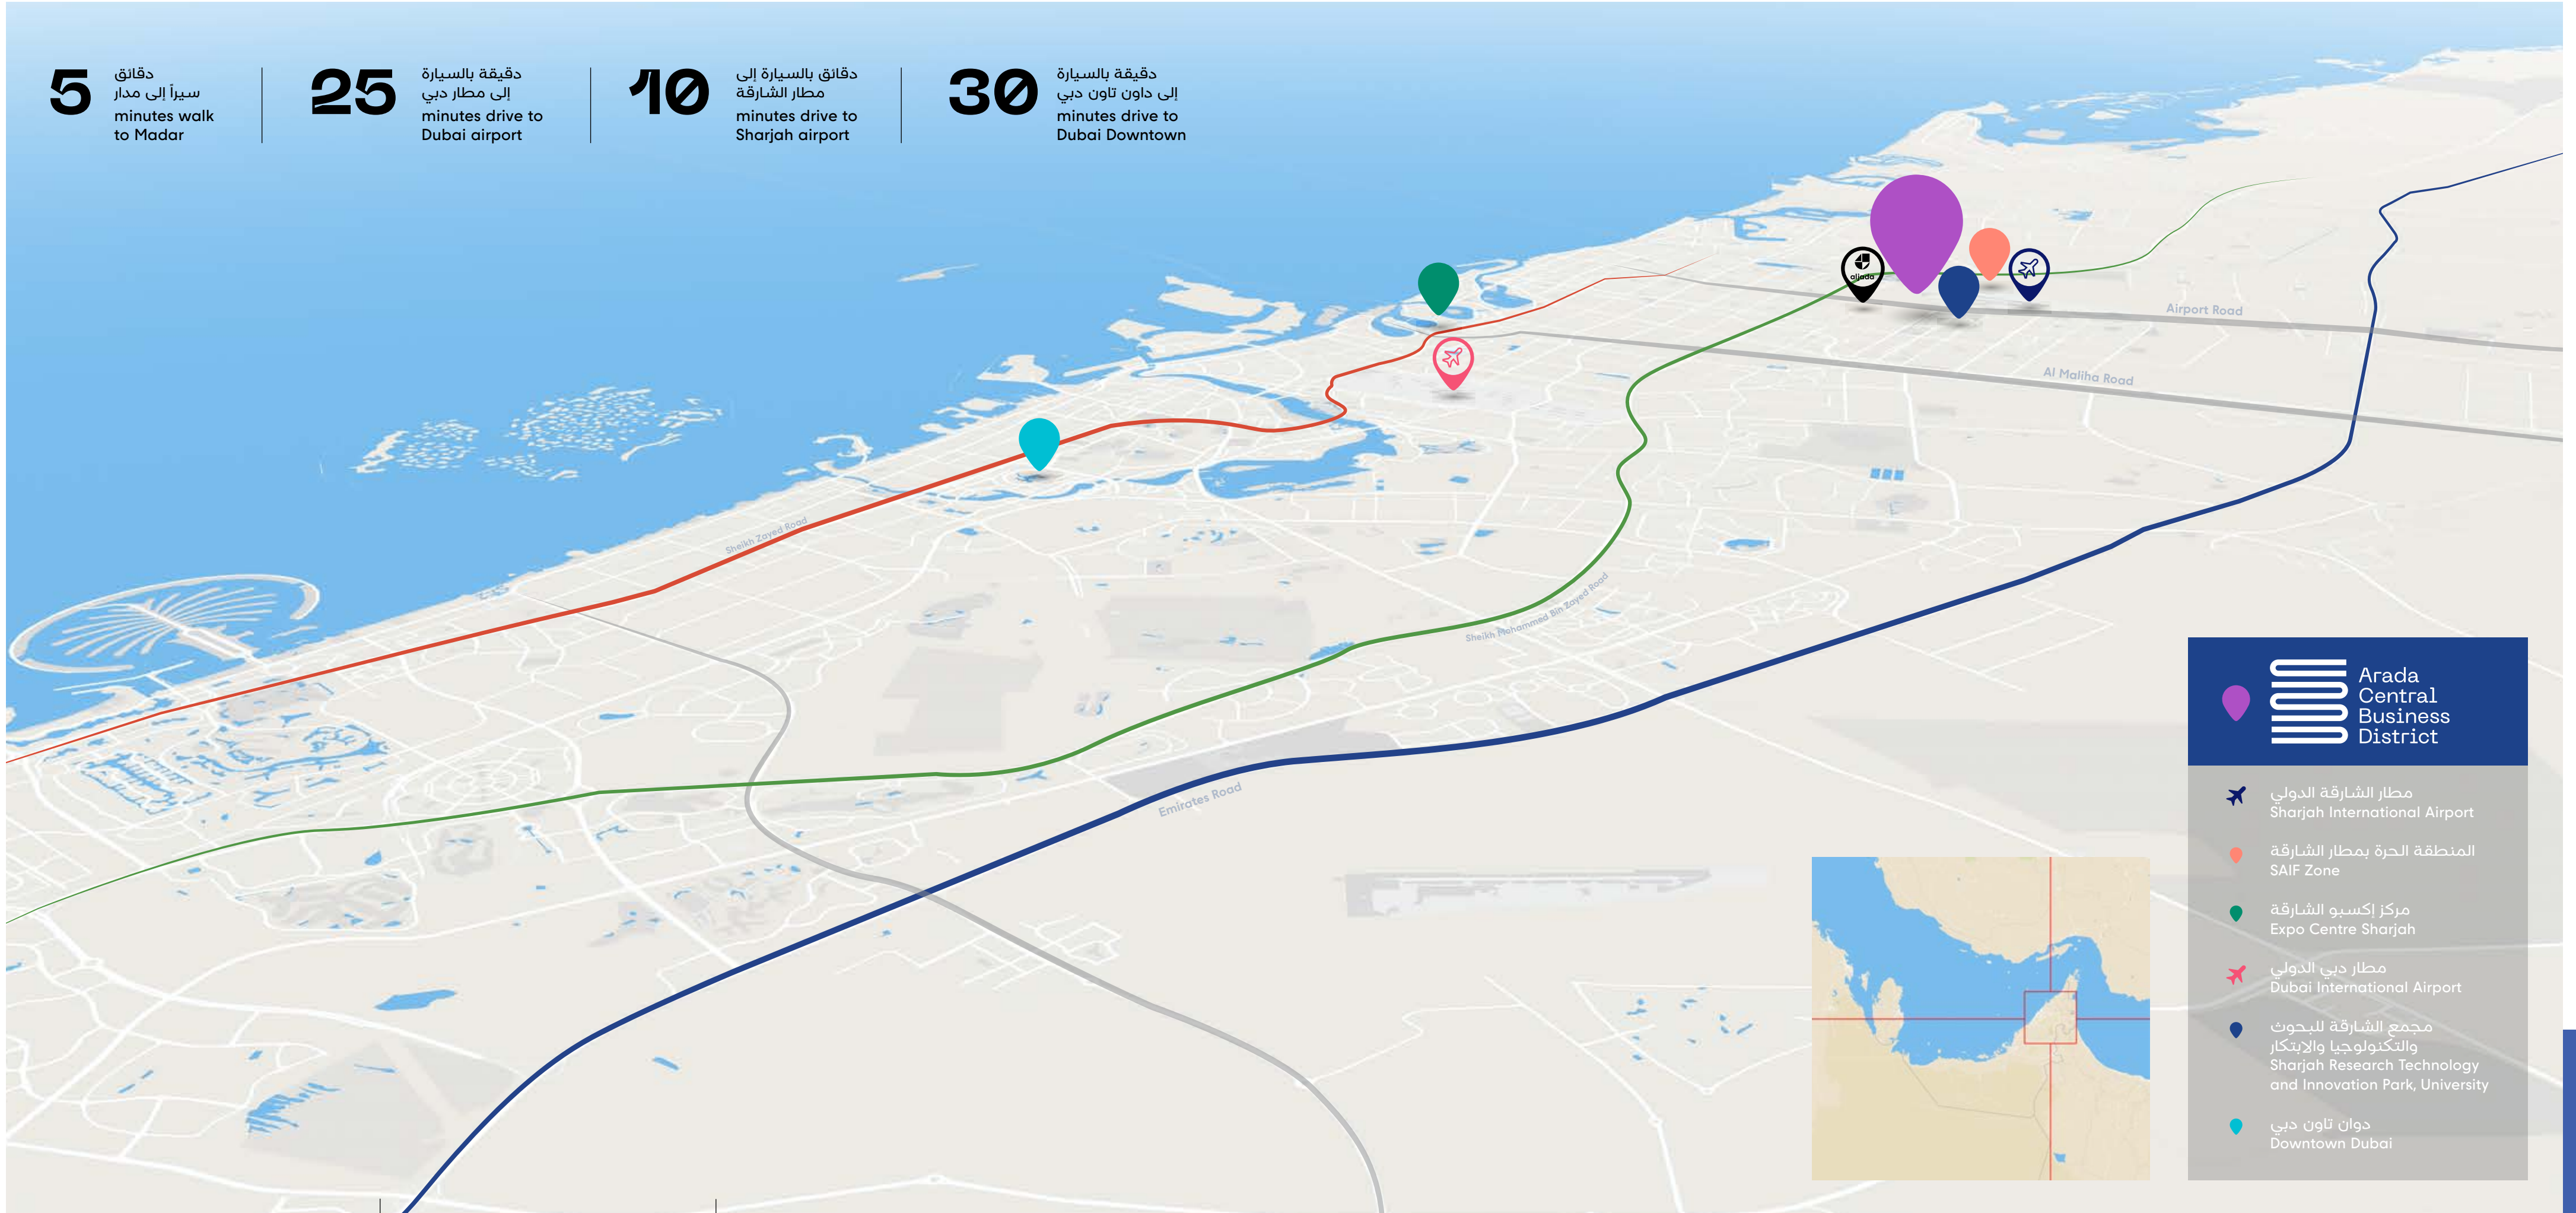 5
دقائق
سيراً إلى مدار
minutes walk
to Madar
25
دقيقة بالسيارة
إلى مطار دبي
minutes drive to
Dubai airport
10
دقائق بالسيارة إلى
مطار الشارقة
minutes drive to
Sharjah airport
30
دقيقة بالسيارة
إلى داون تاون دبي
minutes drive to
Dubai Downtown
aljada
Airport Road
Al Maliha Road
Sheikh Zayed Road
Sheikh Mohammed Bin Zayed Road
Emirates Road
Arada
Central
Business
District
مطار الشارقة الدولي
Sharjah International Airport
المنطقة الحرة بمطار الشارقة
SAIF Zone
مركز إكسبو الشارقة
Expo Centre Sharjah
مطار دبي الدولي
Dubai International Airport
مجمع الشارقة للبحوث
والتكنولوجيا والابتكار
Sharjah Research Technology
and Innovation Park, University
دوان تاون دبي
Downtown Dubai